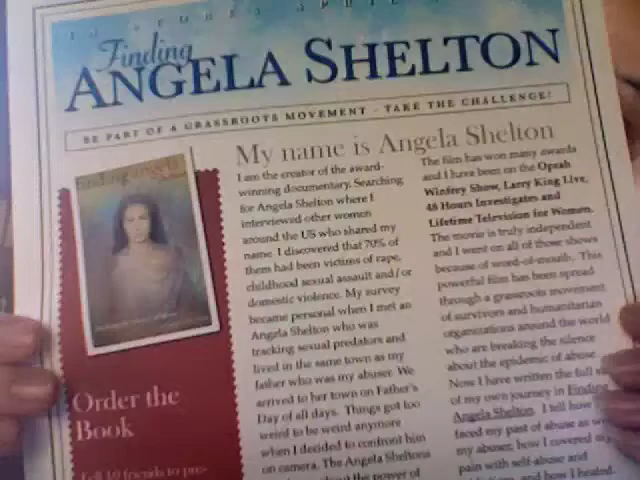 Finding
ANGELA SHELTON
BE PART OF A GRASSROOTS MOVEMENT - TAKE THE CHALLENGE!
My name is Angela Shelton
I am the creator of the award-
winning documentary, Searching
for Angela Shelton where I
interviewed other women
around the US who shared my
name. I discovered that 70% of
them had been victims of rape,
childhood sexual assault and/or
domestic violence. My survey
became personal when I met an
Angela Shelton who was
tracking sexual predators and
lived in the same town as my
father who was my abuser. We
arrived to her town on Father's
Day of all days. Things got too
weird to be weird anymore
when I decided to confront him
on camera. The Angela Sheltons
about the power of
The film has won many awards
and I have been on the Oprah
Winfrey Show, Larry King Live,
48 Hours Investigates and
Lifetime Television for Women.
The movie is truly independent
and I went on all of those shows
because of word-of-mouth. This
powerful film has been spread
through a grassroots movement
of survivors and humanitarian
organizations around the world
who are breaking the silence
about the epidemic of abuse.
Now I have written the full
of my own journey in Finding
Angela Shelton. I tell how
faced my past of abuse as
my abuser, how I covered my
pain with self-abuse and
and how I healed
finding angela
Order the
Book
Tell 10 friends to pre-